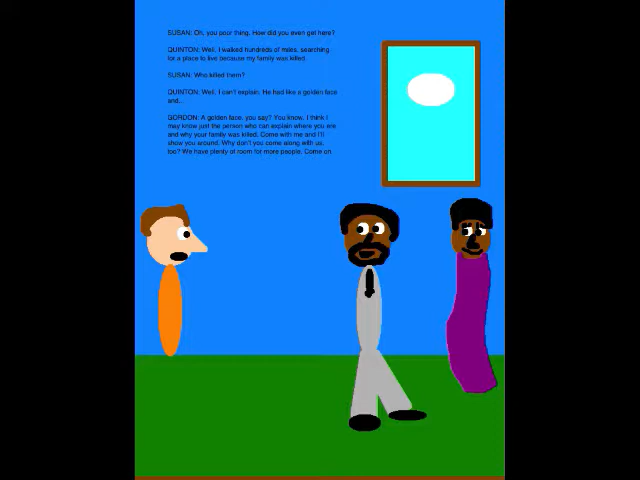 SUSAN: Oh, you poor thing. How did you even get here?
QUINTON: Well, I walked hundreds of miles, searching
for a place to live because my family was killed.
SUSAN: Who killed them?
QUINTON: Well, I can't explain. He had like a golden face
and...
GORDON: A golden face, you say? You know, I think I
may know just the person who can explain where you are
and why your family was killed. Come with me and I'll
show you around. Why don't you come along with us,
too? We have plenty of room for more people. Come on